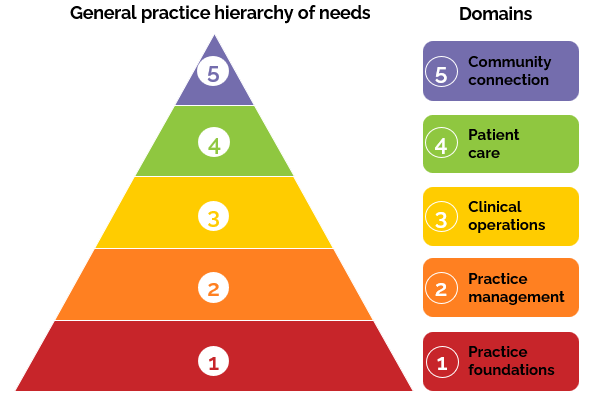 General practice hierarchy of needs
Domains
5
4
3
2
1
5
Community
connection
4
Patient
care
3
Clinical
operations
2
Practice
management
1
Practice
foundations